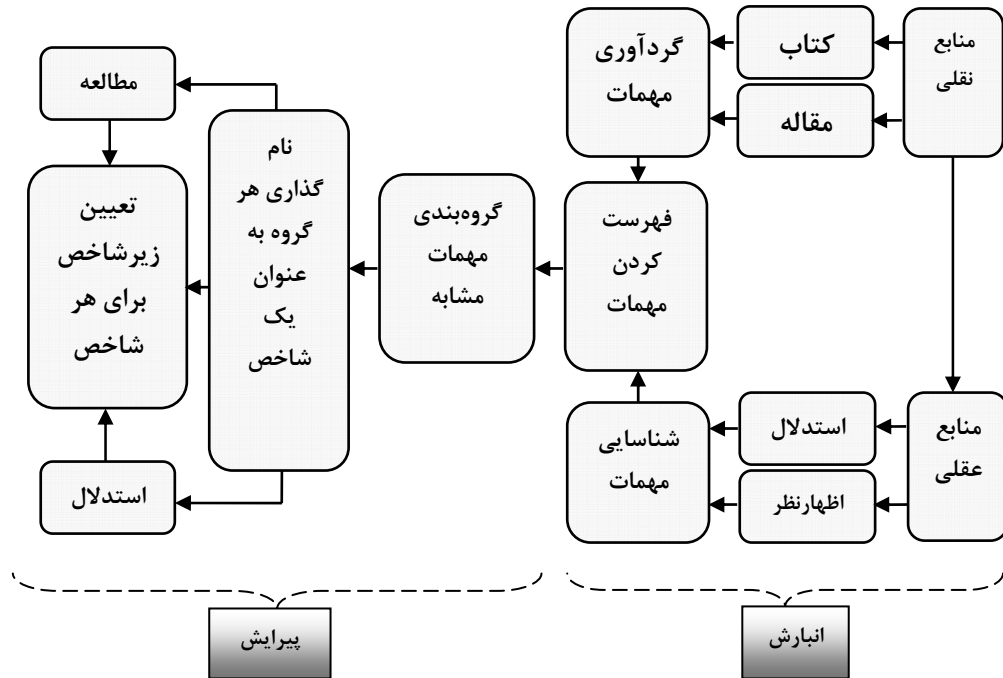 منابع
نقلی
کتاب
مقاله
گردآوری
مهمات
فهرست
کردن
مهمات
منابع
عقلی
استدلال
اظهارنظر
شناسایی
مهمات
گروه‌بندی
مهمات
مشابه
نام
گذاری هر
گروه به
عنوان
یک
شاخص
مطالعه
تعیین
زیرشاخص
برای هر
شاخص
استدلال
انبارش
پیرایش